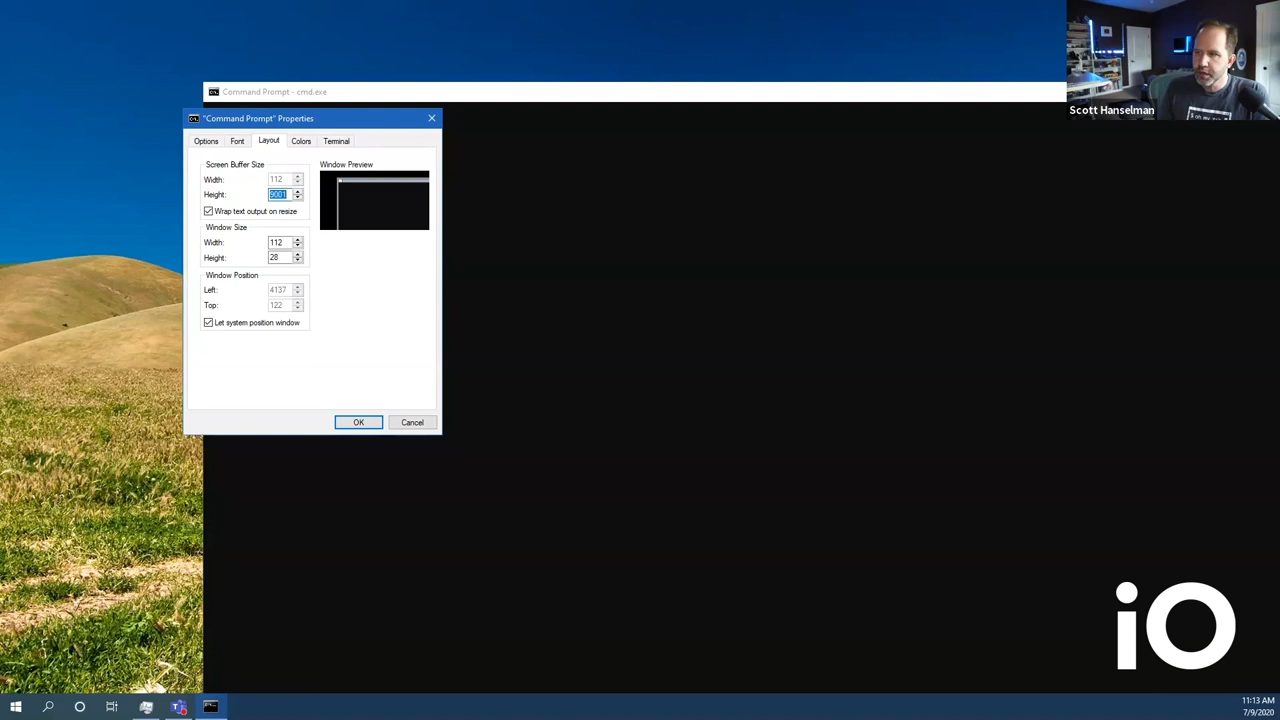 Command Prompt - cmd.exe
Scott Hanselman
"Command Prompt" Properties
Options
Font
Layout
Colors
Terminal
Screen Buffer Size
Width:
112
Height:
9001
Wrap text output on resize
Window Size
Width:
112
Height:
28
Window Position
Left:
4137
Top:
122
Let system position window
Window Preview
OK
Cancel
iO
11:13 AM
7/9/2020